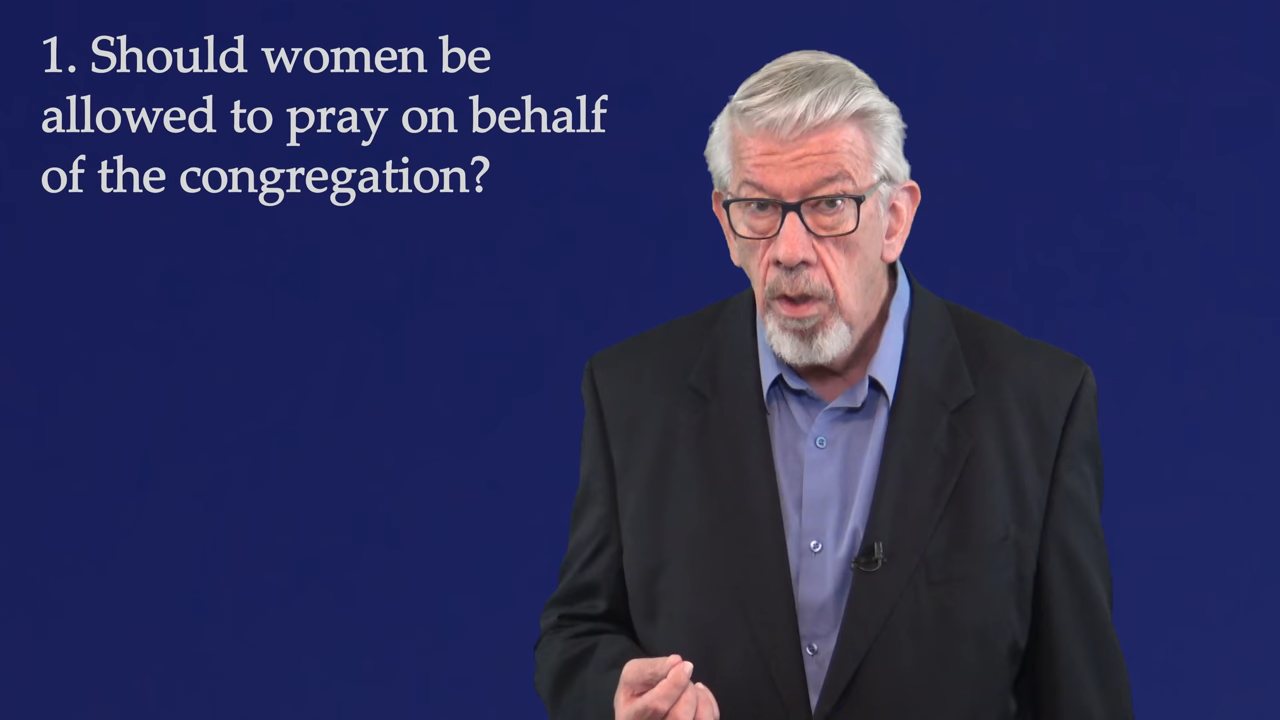 1. Should women be
allowed to pray on behalf
of the congregation?